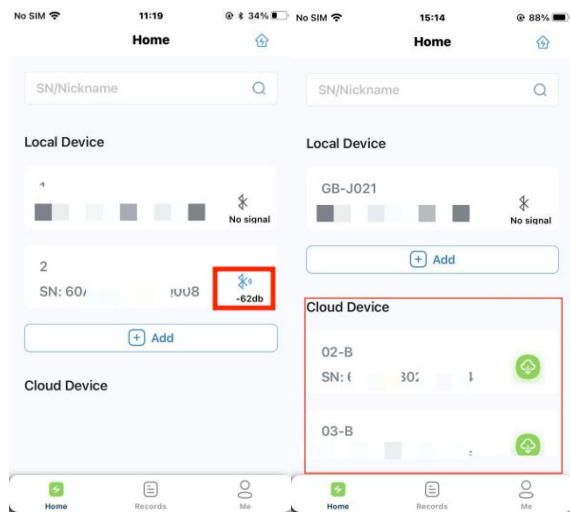 No SIM 11:19 34%
Home
SN/Nickname
Local Device
No signal
2
SN: 60/ 008
-62db
+ Add
Cloud Device
Home Records Me
No SIM 15:14 88%
Home
SN/Nickname
Local Device
GB-J021
No signal
+ Add
Cloud Device
02-B
SN:
03-B
Home Records Me